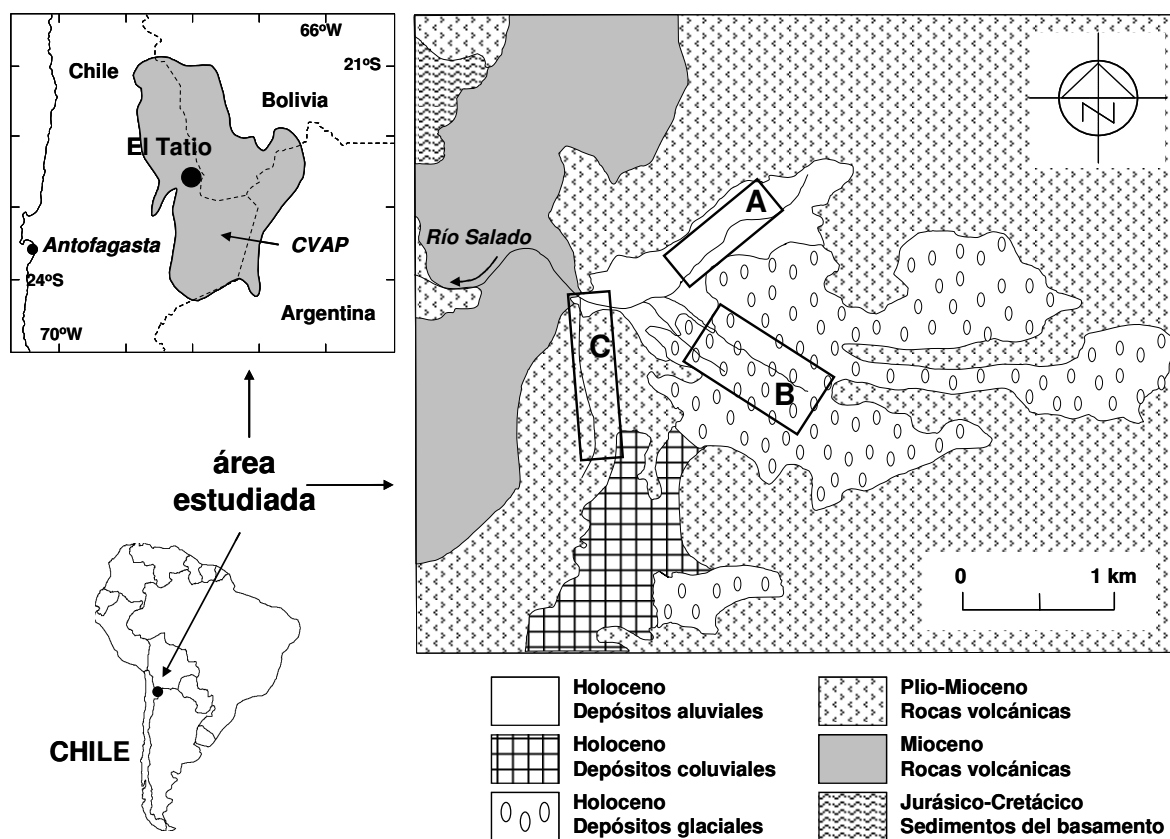 66ºW
Chile
21ºS
Bolivia
El Tatio
Antofagasta
CVAP
24ºS
Argentina
70ºW
área
estudiada
CHILE
N
A
Río Salado
C
B
0
1 km
Holoceno
Depósitos aluviales
Holoceno
Depósitos coluviales
Holoceno
Depósitos glaciales
Plio-Mioceno
Rocas volcánicas
Mioceno
Rocas volcánicas
Jurásico-Cretácico
Sedimentos del basamento